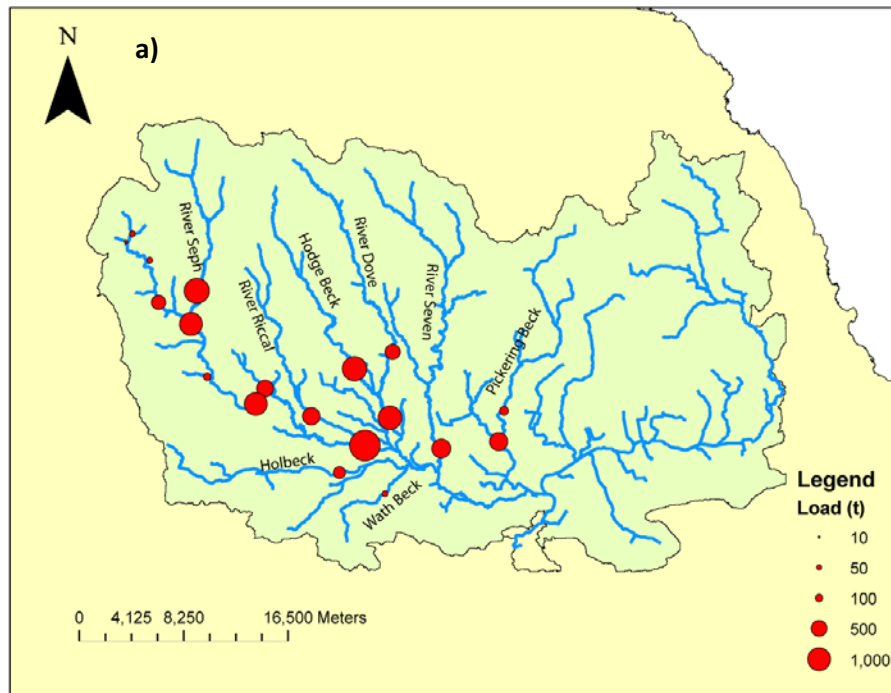 N
a)
River Seph
River Riccal
Hodge Beck
River Dove
River Seven
Pickering Beck
Holbeck
Wath Beck
Legend
Load (t)
10
50
100
500
1,000
0 4,125 8,250 16,500 Meters